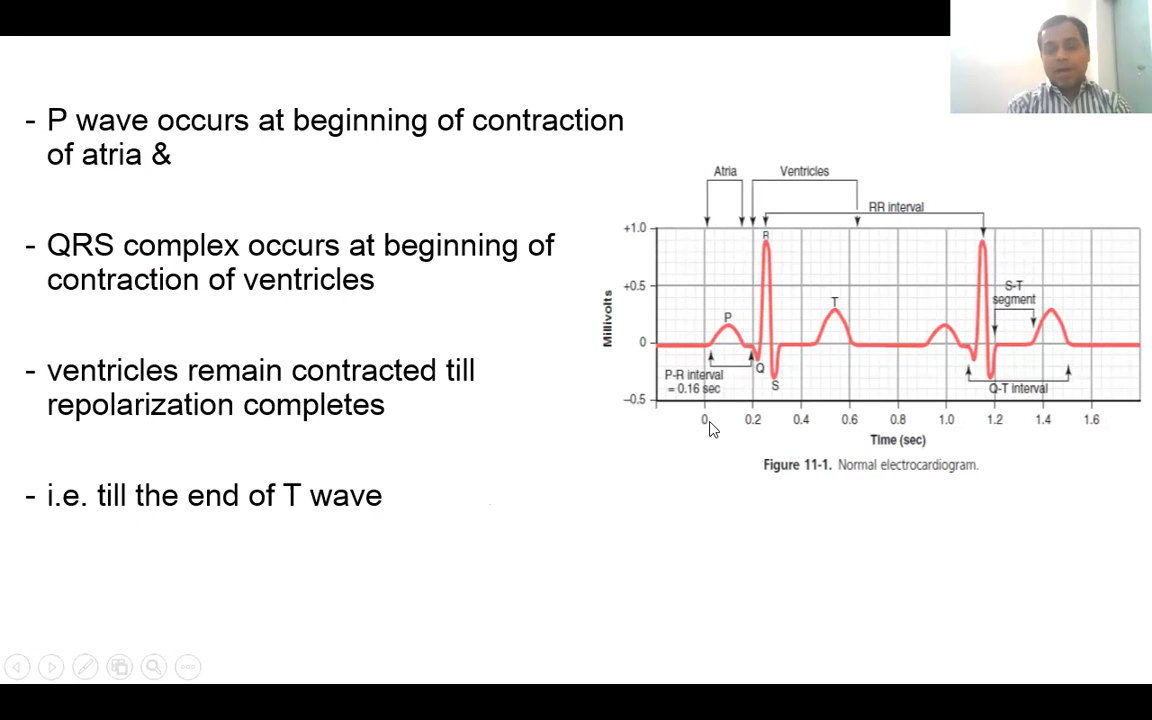 - P wave occurs at beginning of contraction
of atria &
- QRS complex occurs at beginning of
contraction of ventricles
- ventricles remain contracted till
repolarization completes
- i.e. till the end of T wave
Atria
Ventricles
RR interval
+1.0
+0.5
0
–0.5
Millivolts
R
P
T
Q
S
S-T
segment
P-R interval
= 0.16 sec
Q-T interval
0 0.2 0.4 0.6 0.8 1.0 1.2 1.4 1.6
Time (sec)
Figure 11-1. Normal electrocardiogram.